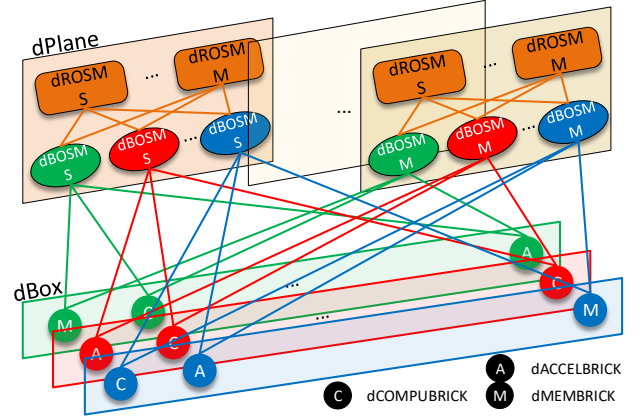 dPlane
dROSM
S
...
dROSM
M
dROSM
S
...
dROSM
M
...
dBOSM
S
dBOSM
S
...
dBOSM
S
dBOSM
M
dBOSM
M
...
dBOSM
M
dBox
...
...
M
C
A
A
C
C
A
C
M
A dACCELBRICK
C dCOMPUBRICK
M dMEMBRICK